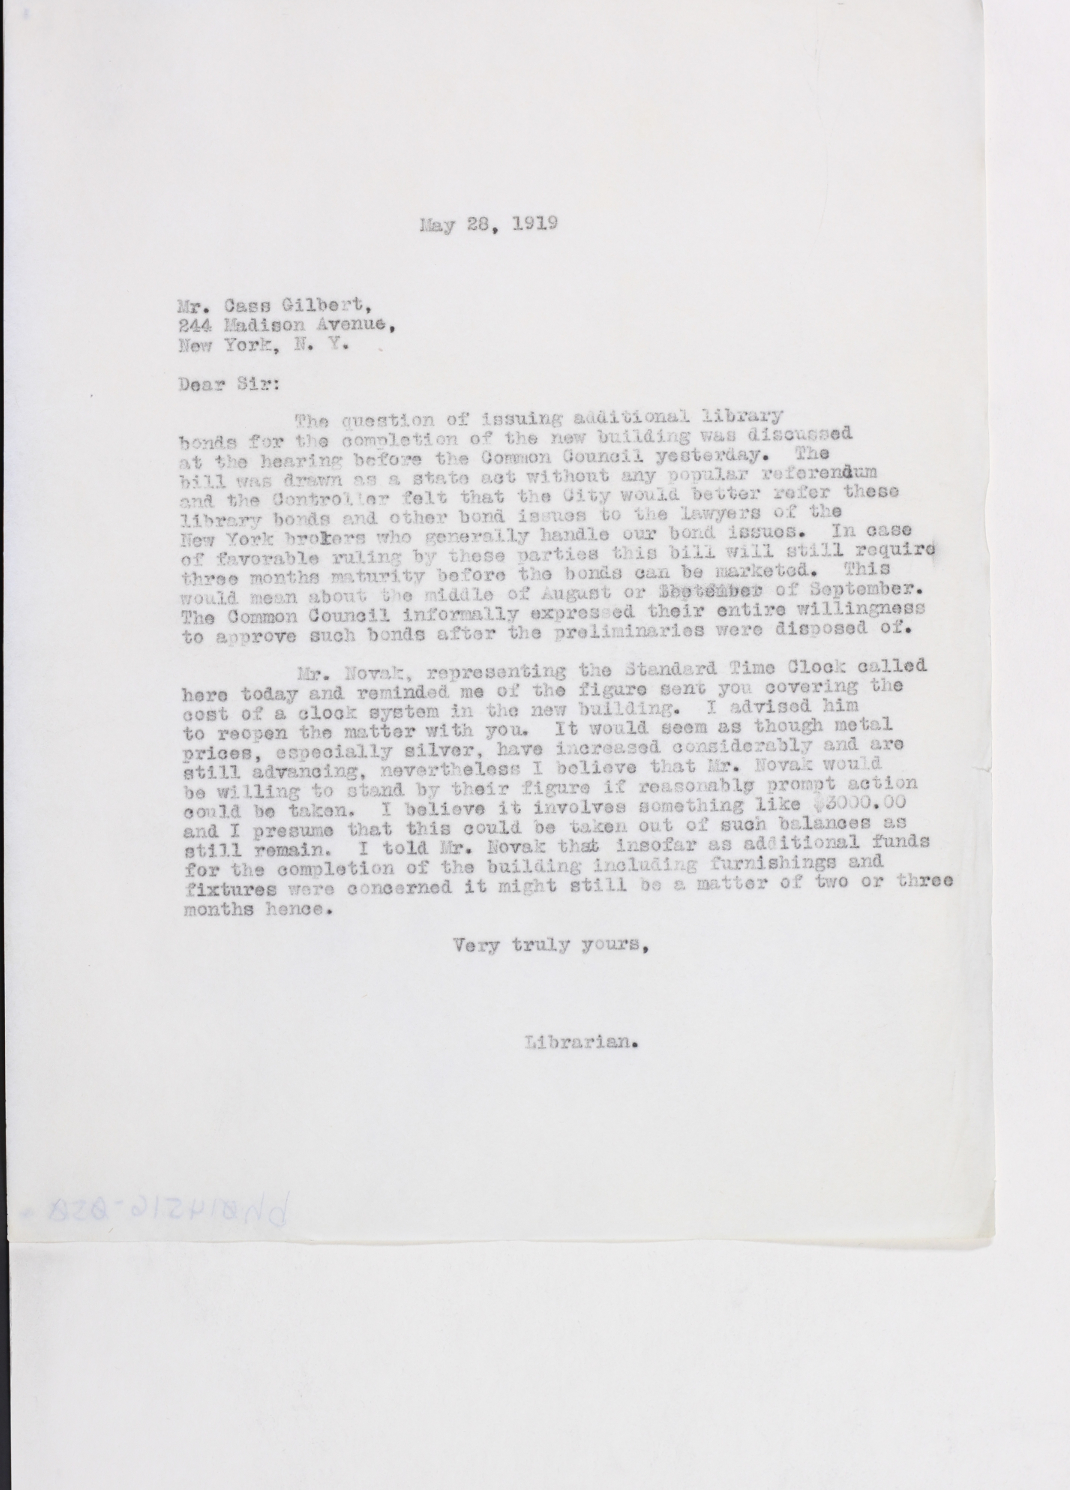 May 28, 1919
Mr. Cass Gilbert,
244 Madison Avenue,
New York, N. Y.
Dear Sir:
The question of issuing additional library
bonds for the completion of the new building was discussed
at the hearing before the Common Council yesterday. The
bill was drawn as a state act without any popular referendum
and the Controller felt that the City would better refer these
library bonds and other bond issues to the lawyers of the
New York brokers who generally handle our bond issues. In case
of favorable ruling by these parties this bill will still require
three months maturity before the bonds can be marketed. This
would mean about the middle of August or of September.
The Common Council informally expressed their entire willingness
to approve such bonds after the preliminaries were disposed of.
Mr. Novak, representing the Standard Time Clock called
here today and reminded me of the figure sent you covering the
cost of a clock system in the new building. I advised him
to reopen the matter with you. It would seem as though metal
prices, especially silver, have increased considerably and are
still advancing, nevertheless I believe that Mr. Novak would
be willing to stand by their figure if reasonably prompt action
could be taken. I believe it involves something like $3000.00
and I presume that this could be taken out of such balances as
still remain. I told Mr. Novak that insofar as additional funds
for the completion of the building including furnishings and
fixtures were concerned it might still be a matter of two or three
months hence.
Very truly yours,
Librarian.